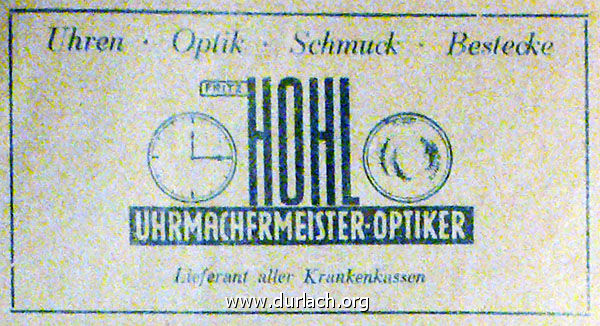 Uhren · Optik · Schmuck · Bestecke
FRITZ
HOHL
UHRMACHERMEISTER-OPTIKER
Lieferant aller Krankenkassen
www.durlach.org